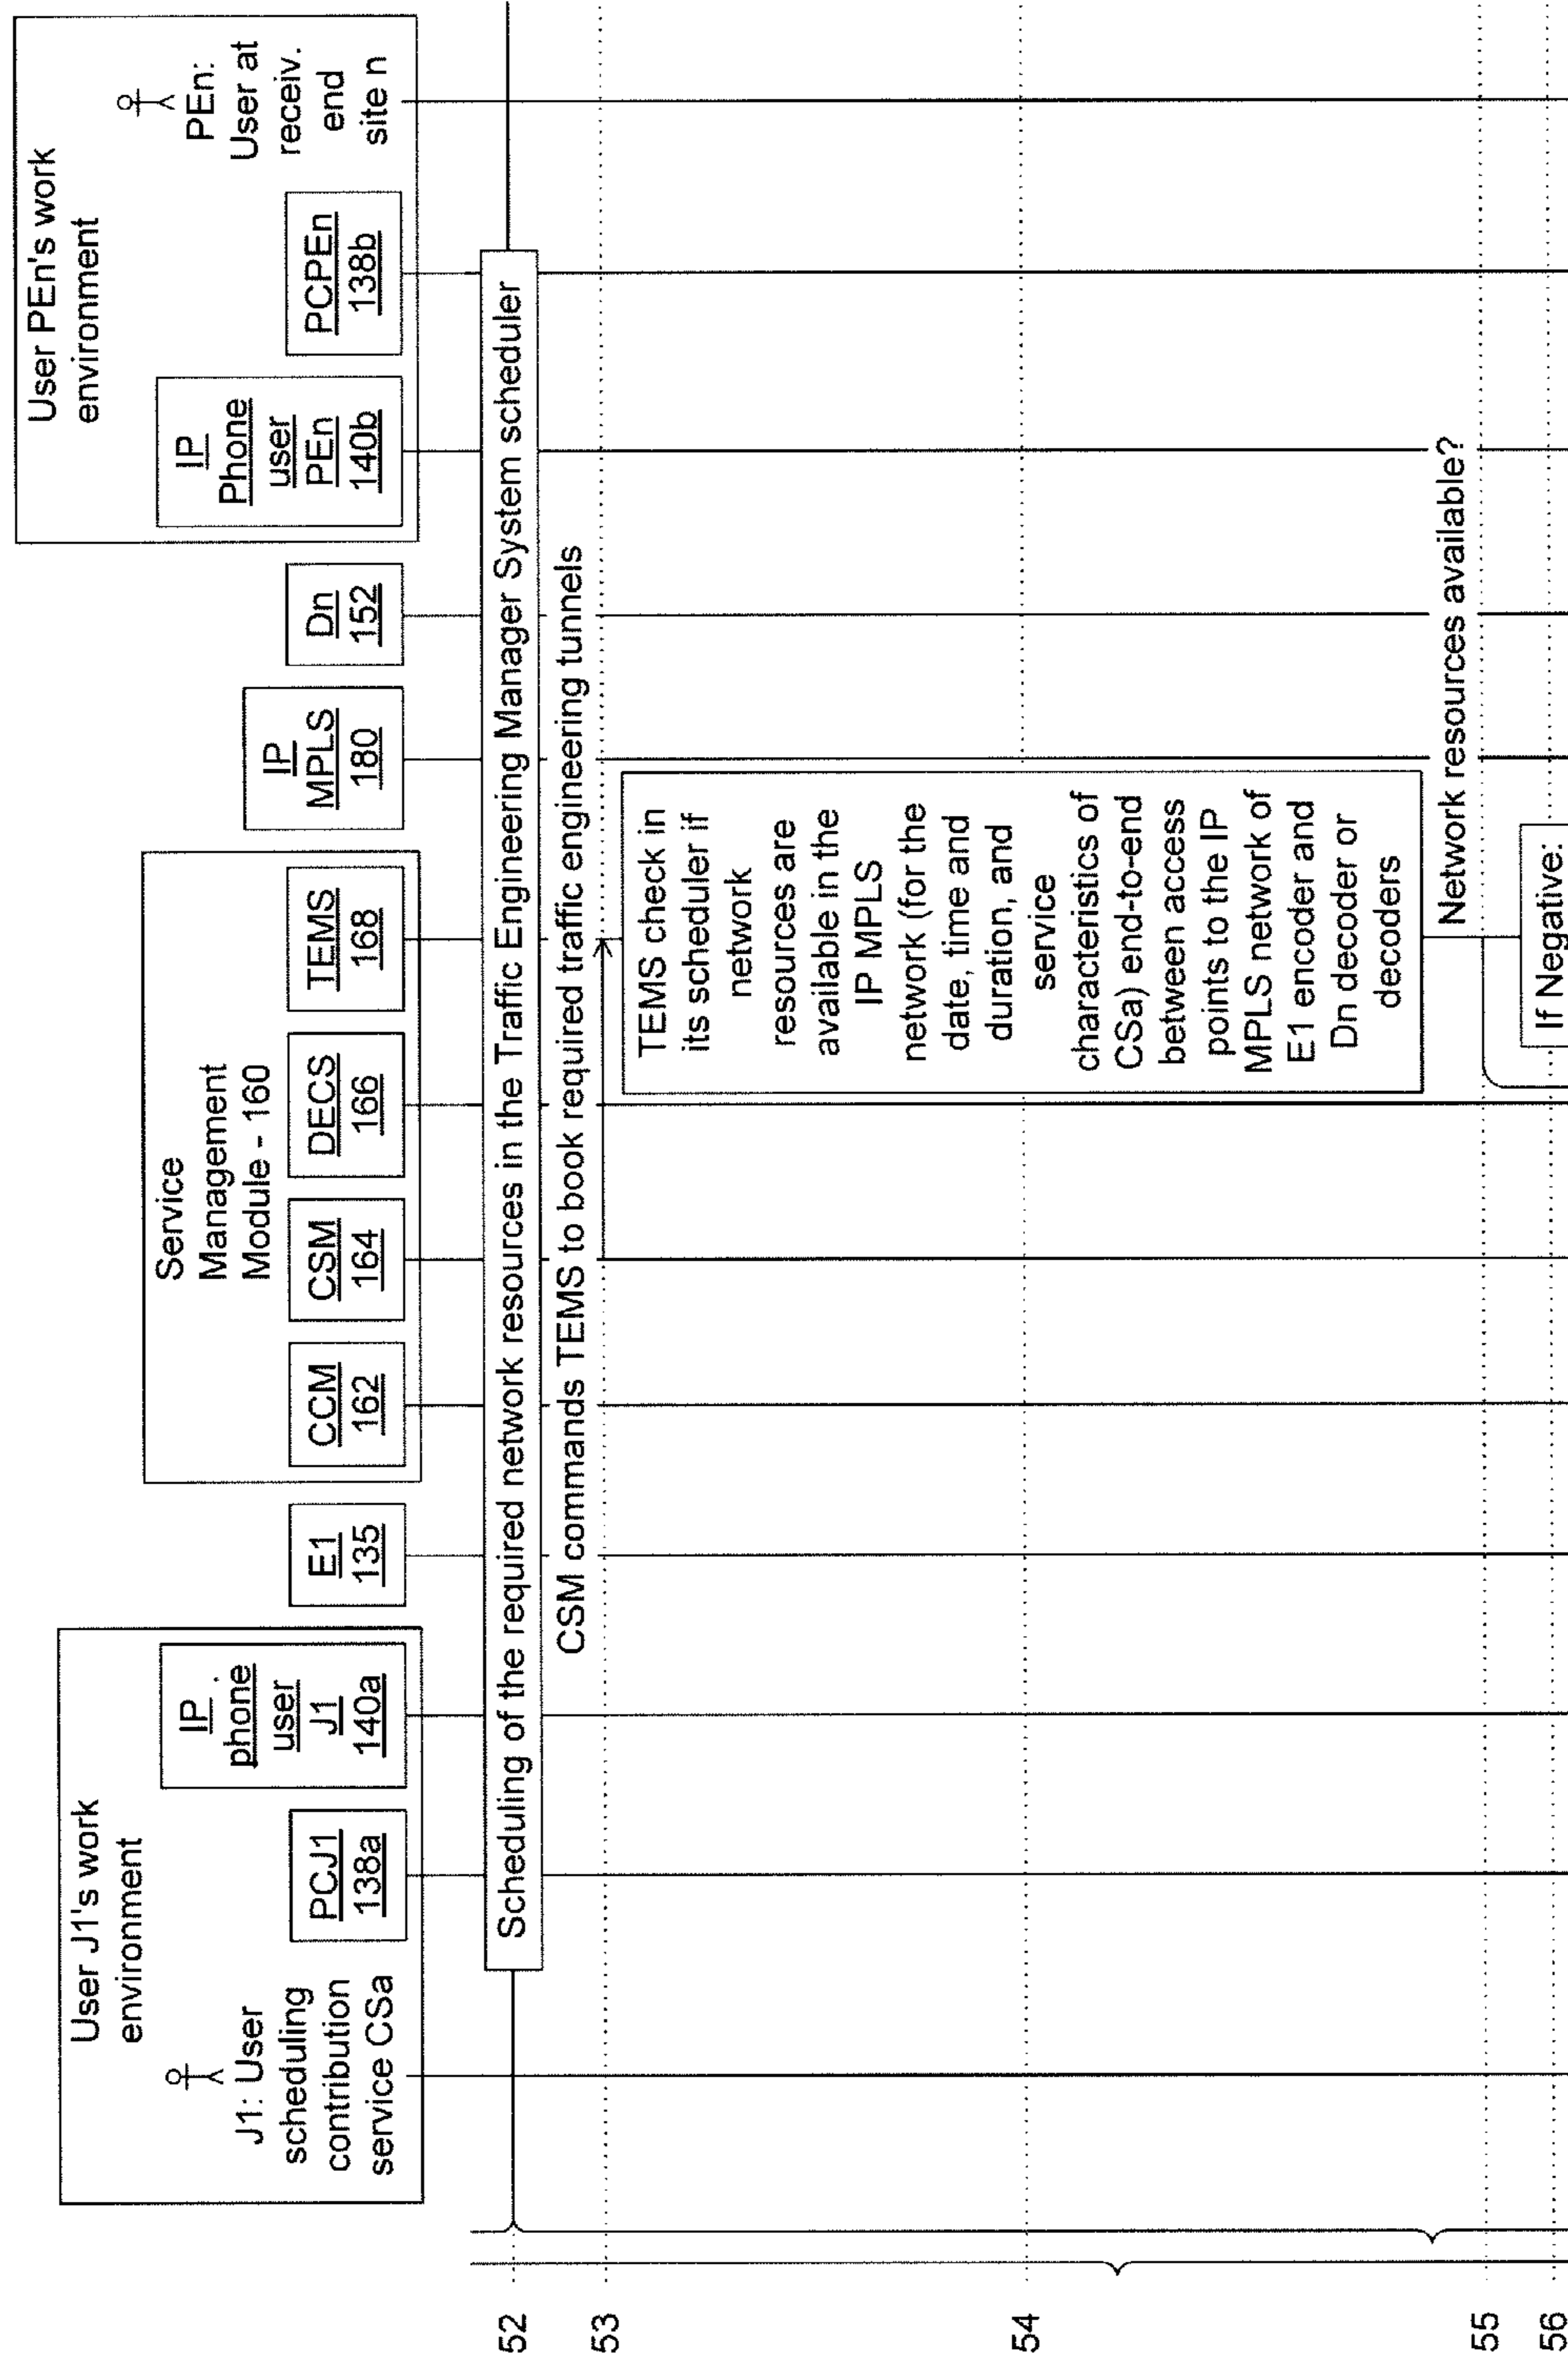 User J1's work
environment
J1: User
scheduling
contribution
service CSa
PCJ1
138a
IP
phone
user
J1
140a
E1
135
Service
Management
Module - 160
CCM
162
CSM
164
DECS
166
TEMS
168
IP
MPLS
180
Dn
152
User PEn's work
environment
IP
Phone
user
PEn
140b
PCPEn
138b
PEn:
User at
receiv.
end
site n
52
Scheduling of the required network resources in the Traffic Engineering Manager System scheduler
53
CSM commands TEMS to book required traffic engineering tunnels
54
TEMS check in
its scheduler if
network
resources are
available in the
IP MPLS
network (for the
date, time and
duration, and
service
characteristics of
CSa) end-to-end
between access
points to the IP
MPLS network of
E1 encoder and
Dn decoder or
decoders
55
Network resources available?
56
If Negative: